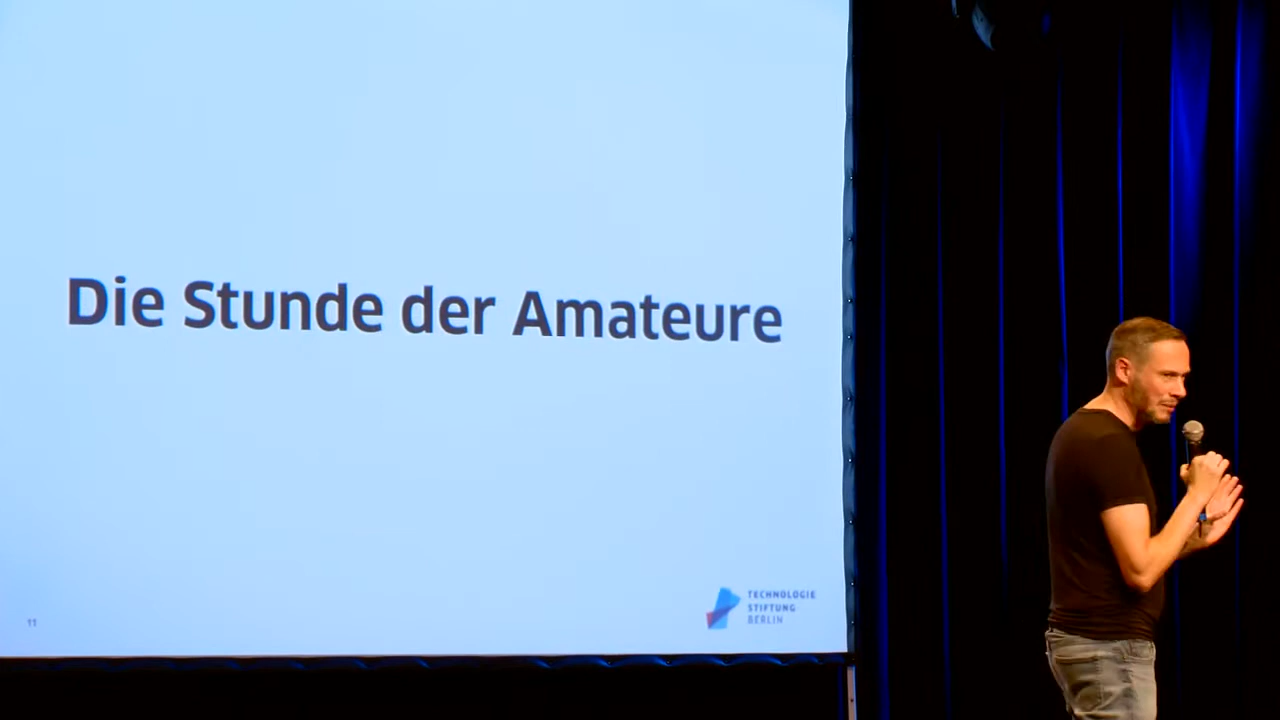 Die Stunde der Amateure
TECHNOLOGIE
STIFTUNG
BERLIN
11